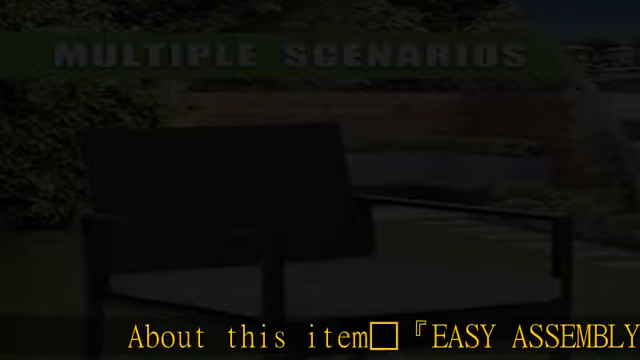 MULTIPLE SCENARIOS
About this item□『EASY ASSEMBLY